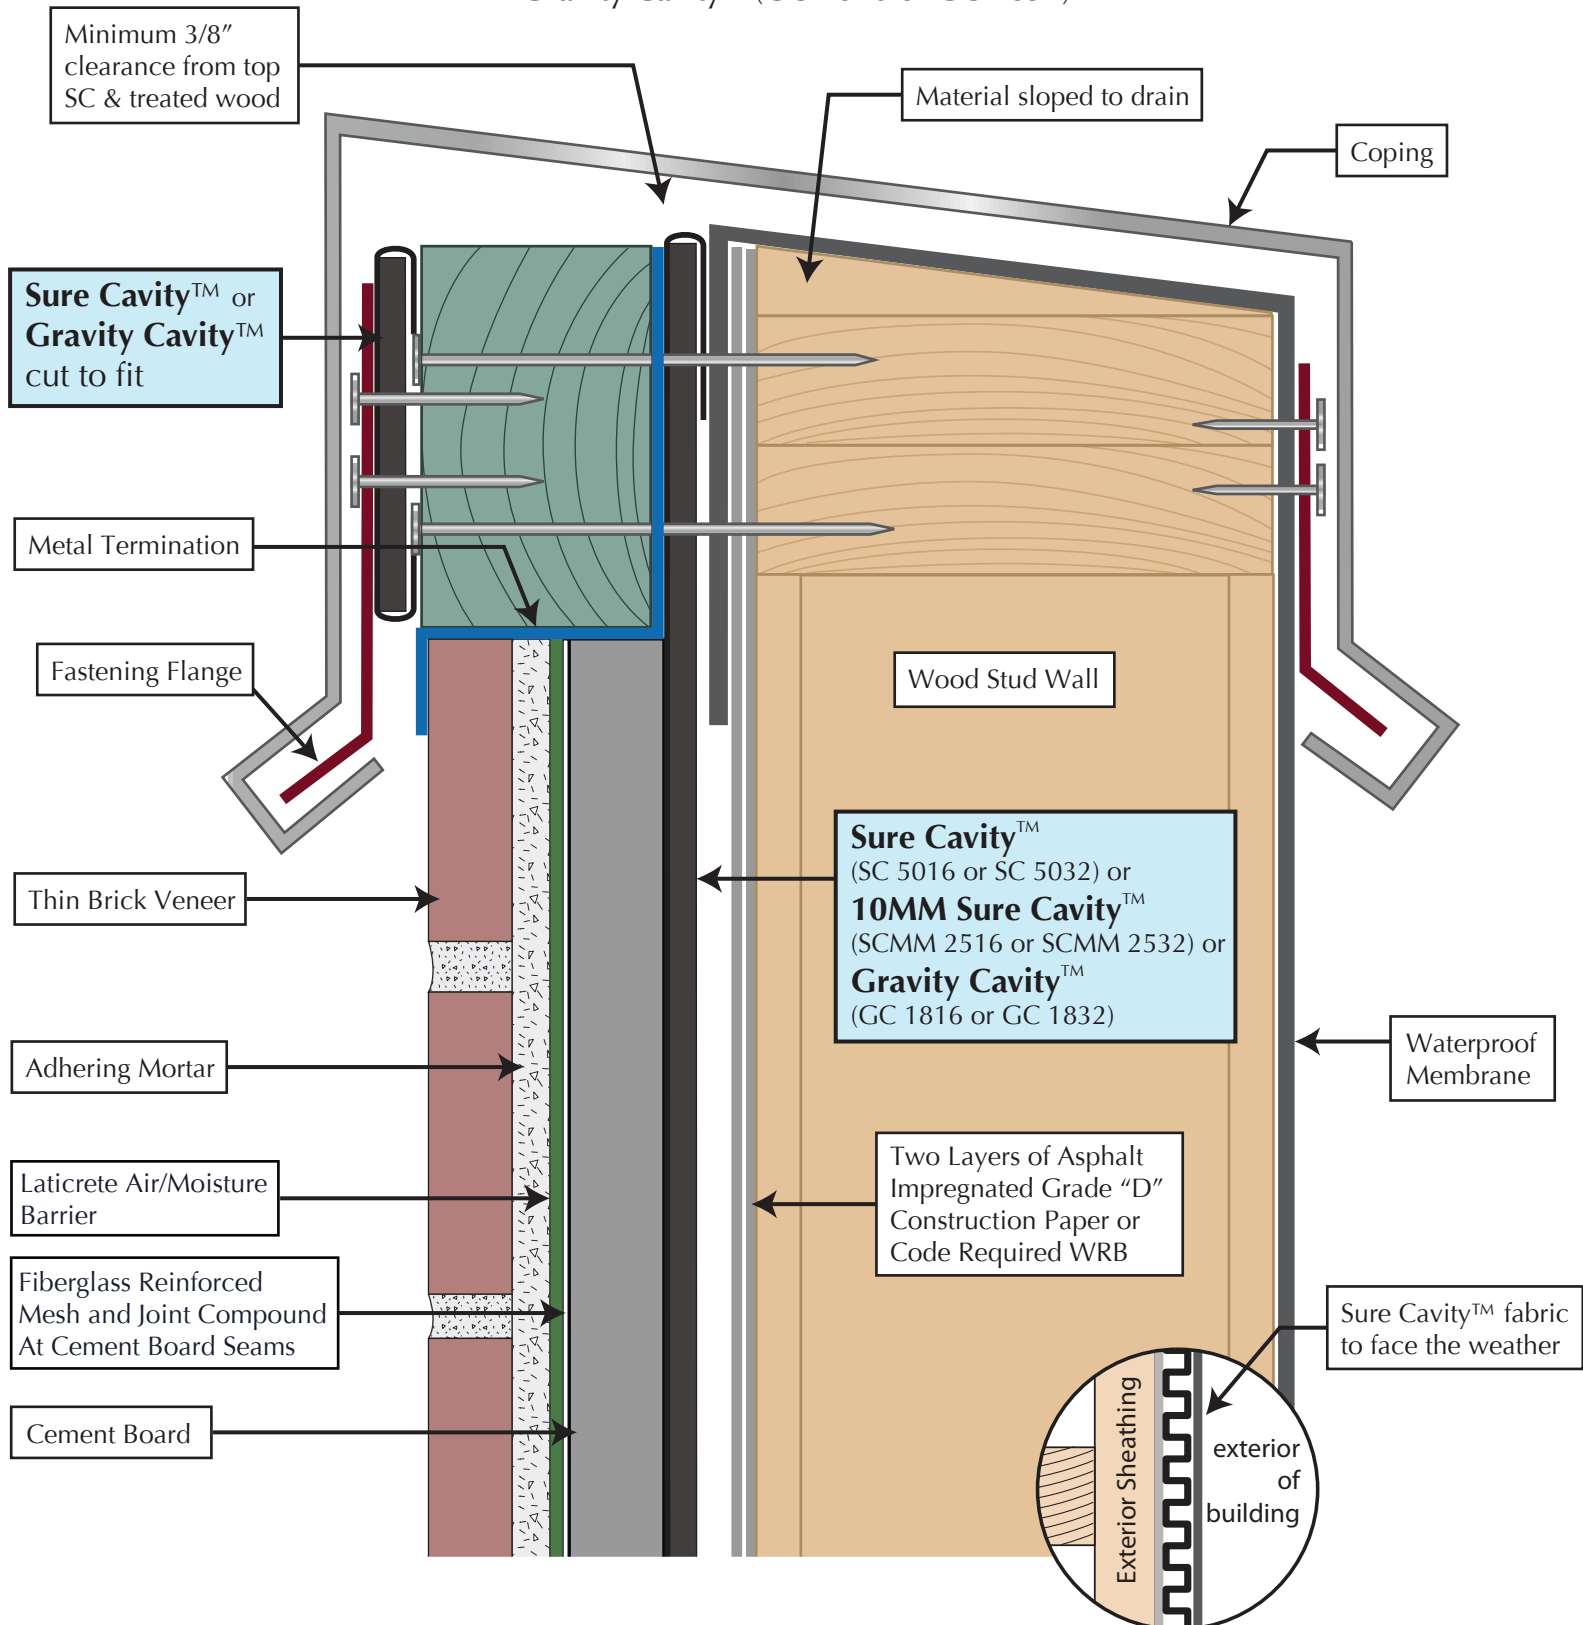 Minimum 3/8”
clearance from top
SC & treated wood
Material sloped to drain
Coping
Sure Cavity™ or
Gravity Cavity™
cut to fit
Metal Termination
Fastening Flange
Wood Stud Wall
Sure Cavity™
(SC 5016 or SC 5032) or
10MM Sure Cavity™
(SCMM 2516 or SCMM 2532) or
Gravity Cavity™
(GC 1816 or GC 1832)
Thin Brick Veneer
Adhering Mortar
Waterproof
Membrane
Laticrete Air/Moisture
Barrier
Two Layers of Asphalt
Impregnated Grade “D”
Construction Paper or
Code Required WRB
Fiberglass Reinforced
Mesh and Joint Compound
At Cement Board Seams
Sure Cavity™ fabric
to face the weather
Cement Board
Exterior Sheathing
exterior
of
building